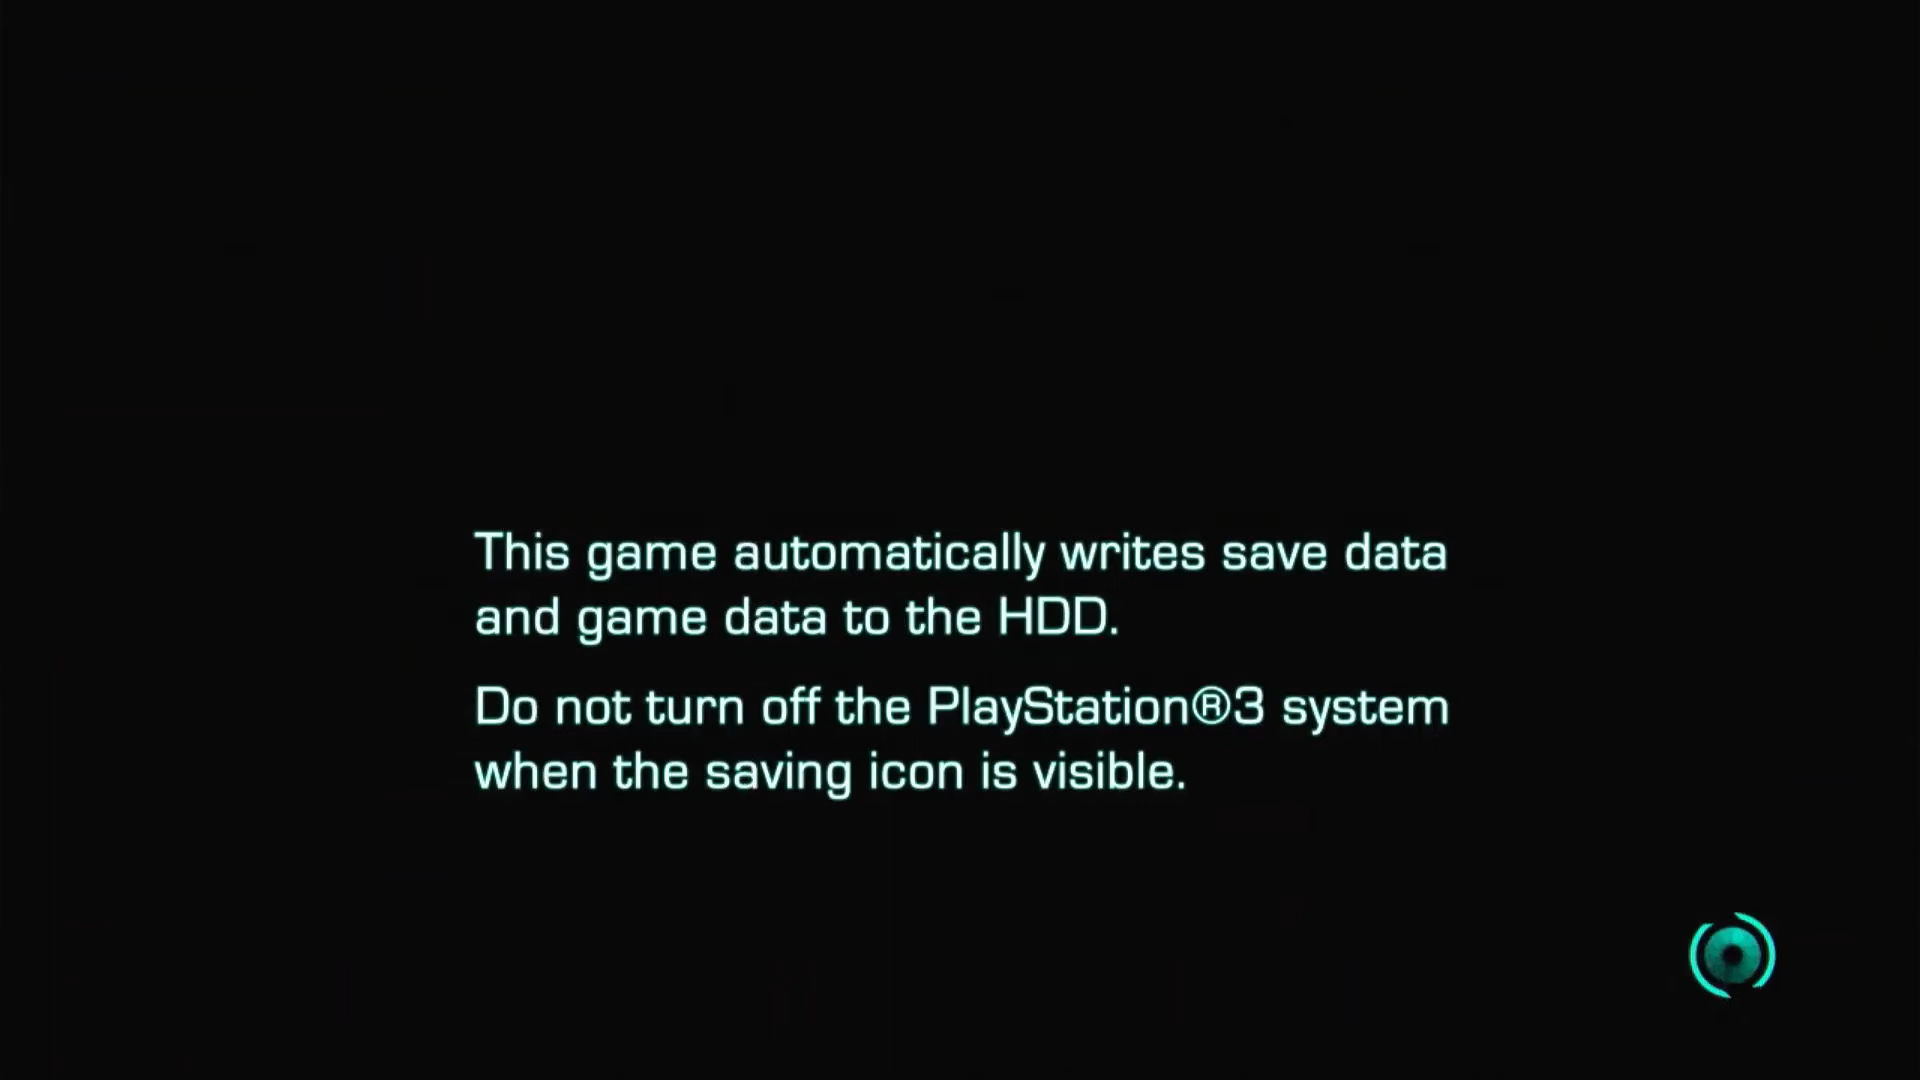 This game automatically writes save data
and game data to the HDD.
Do not turn off the PlayStation®3 system
when the saving icon is visible.